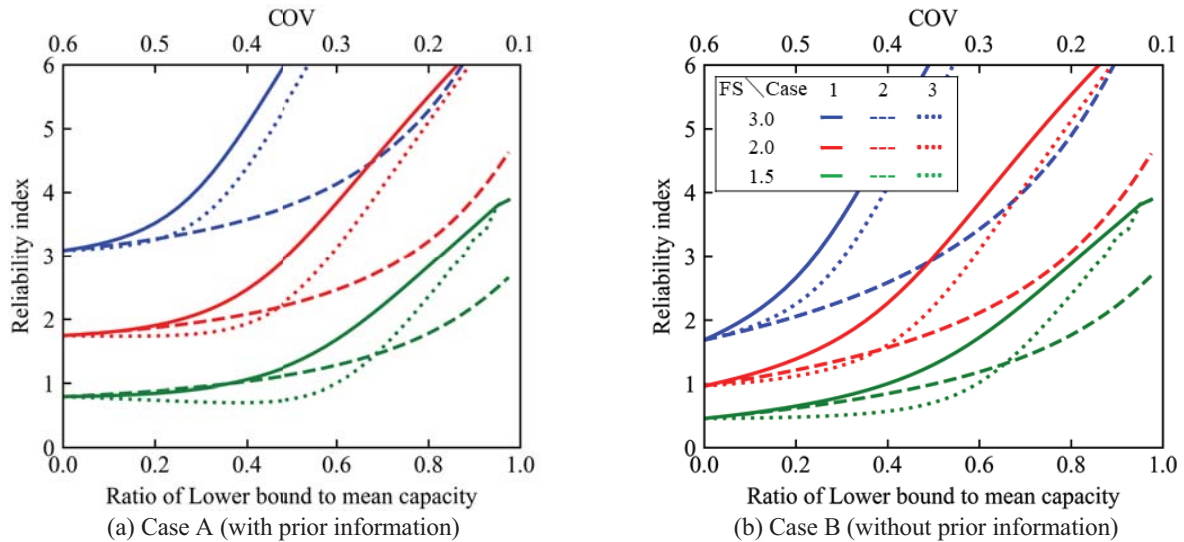 COV
0.6 0.5 0.4 0.3 0.2 0.1
6
5
4
3
2
1
0
Reliability index
0.0 0.2 0.4 0.6 0.8 1.0
Ratio of Lower bound to mean capacity
(a) Case A (with prior information)
COV
0.6 0.5 0.4 0.3 0.2 0.1
FS \ Case 1 2 3
3.0
2.0
1.5
6
5
4
3
2
1
0
Reliability index
0.0 0.2 0.4 0.6 0.8 1.0
Ratio of Lower bound to mean capacity
(b) Case B (without prior information)